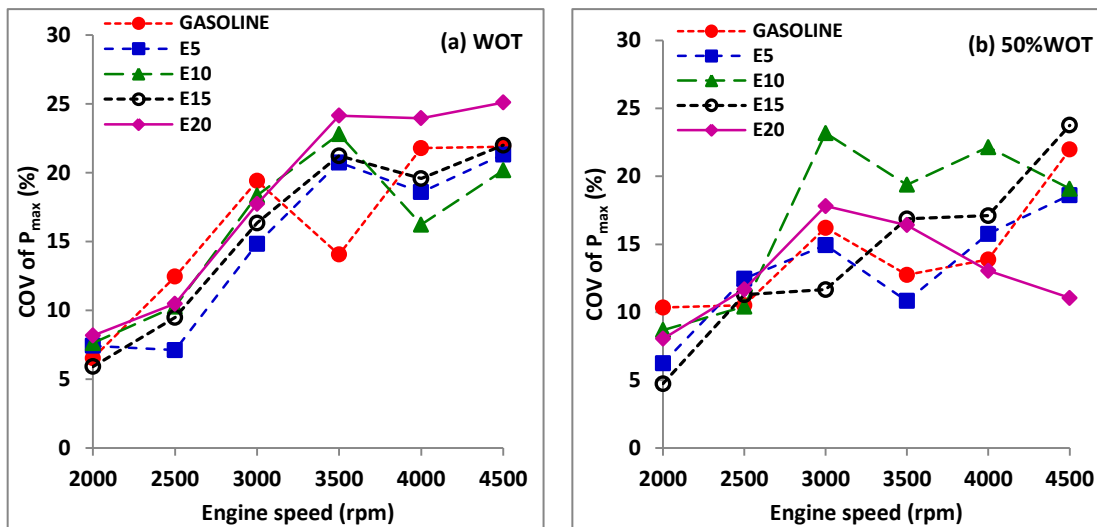 GASOLINE
E5
E10
E15
E20
(a) WOT
COV of Pmax (%)
30
25
20
15
10
5
0
2000 2500 3000 3500 4000 4500
Engine speed (rpm)
GASOLINE
E5
E10
E15
E20
(b) 50%WOT
COV of Pmax (%)
30
25
20
15
10
5
0
2000 2500 3000 3500 4000 4500
Engine speed (rpm)